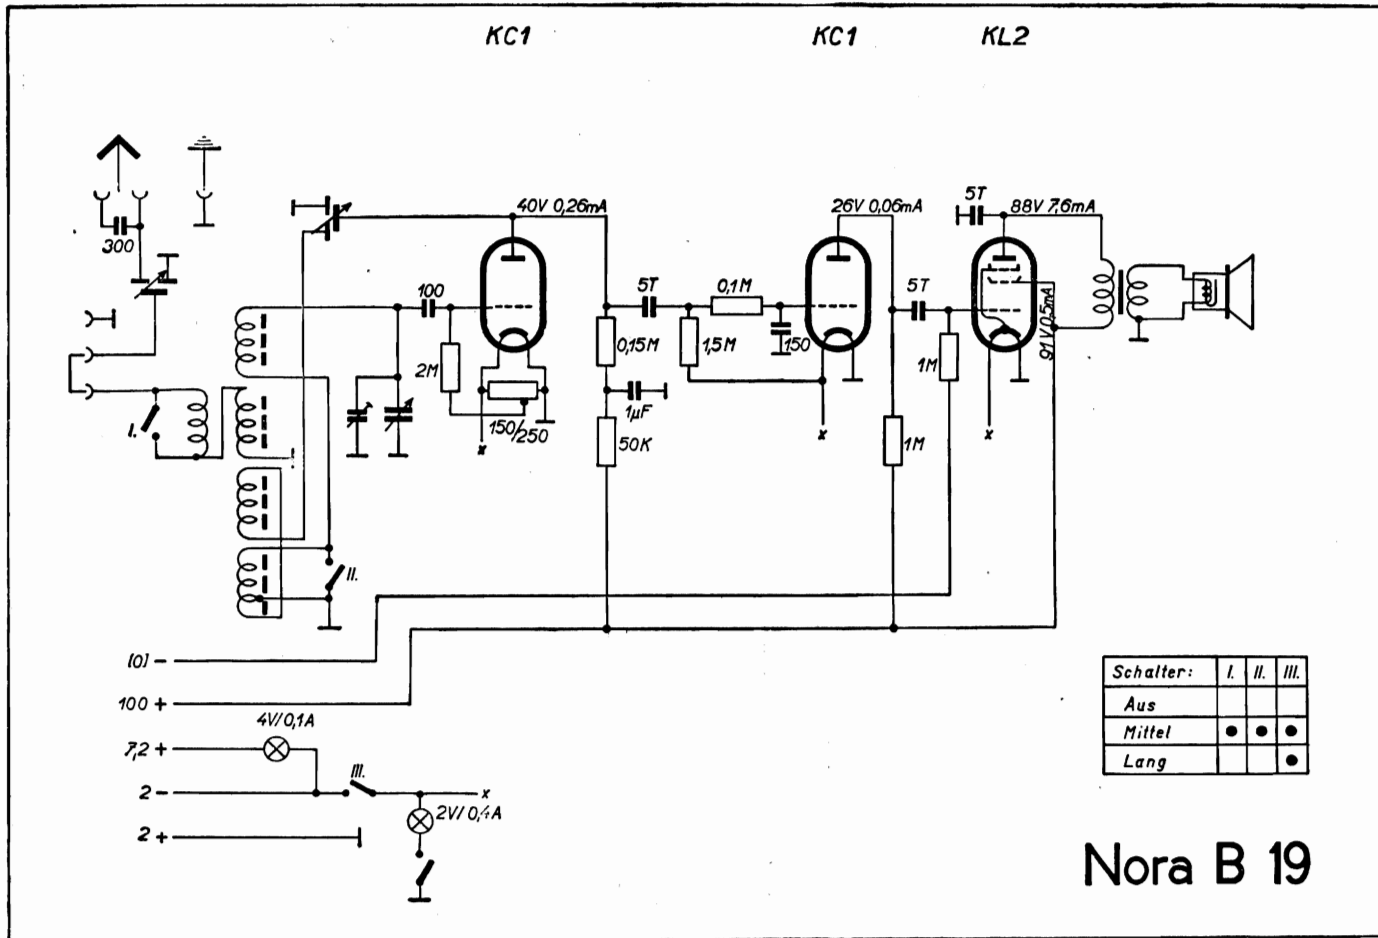 KC1 KC1 KL2
300
40V 0,26mA
26V 0,06mA
5T
88V 7,6mA
100
5T
0,1M
5T
2M
0,15M
1,5M
150
1M
91V 0,5mA
I.
150/250
x
1µF
50K
x
1M
x
II.
[0] -
100 +
4V/0,1A
7,2 +
III.
2 -
x
2V/0,4A
2 +
Schalter: I. II. III.
Aus
Mittel ● ● ●
Lang ●
Nora B 19